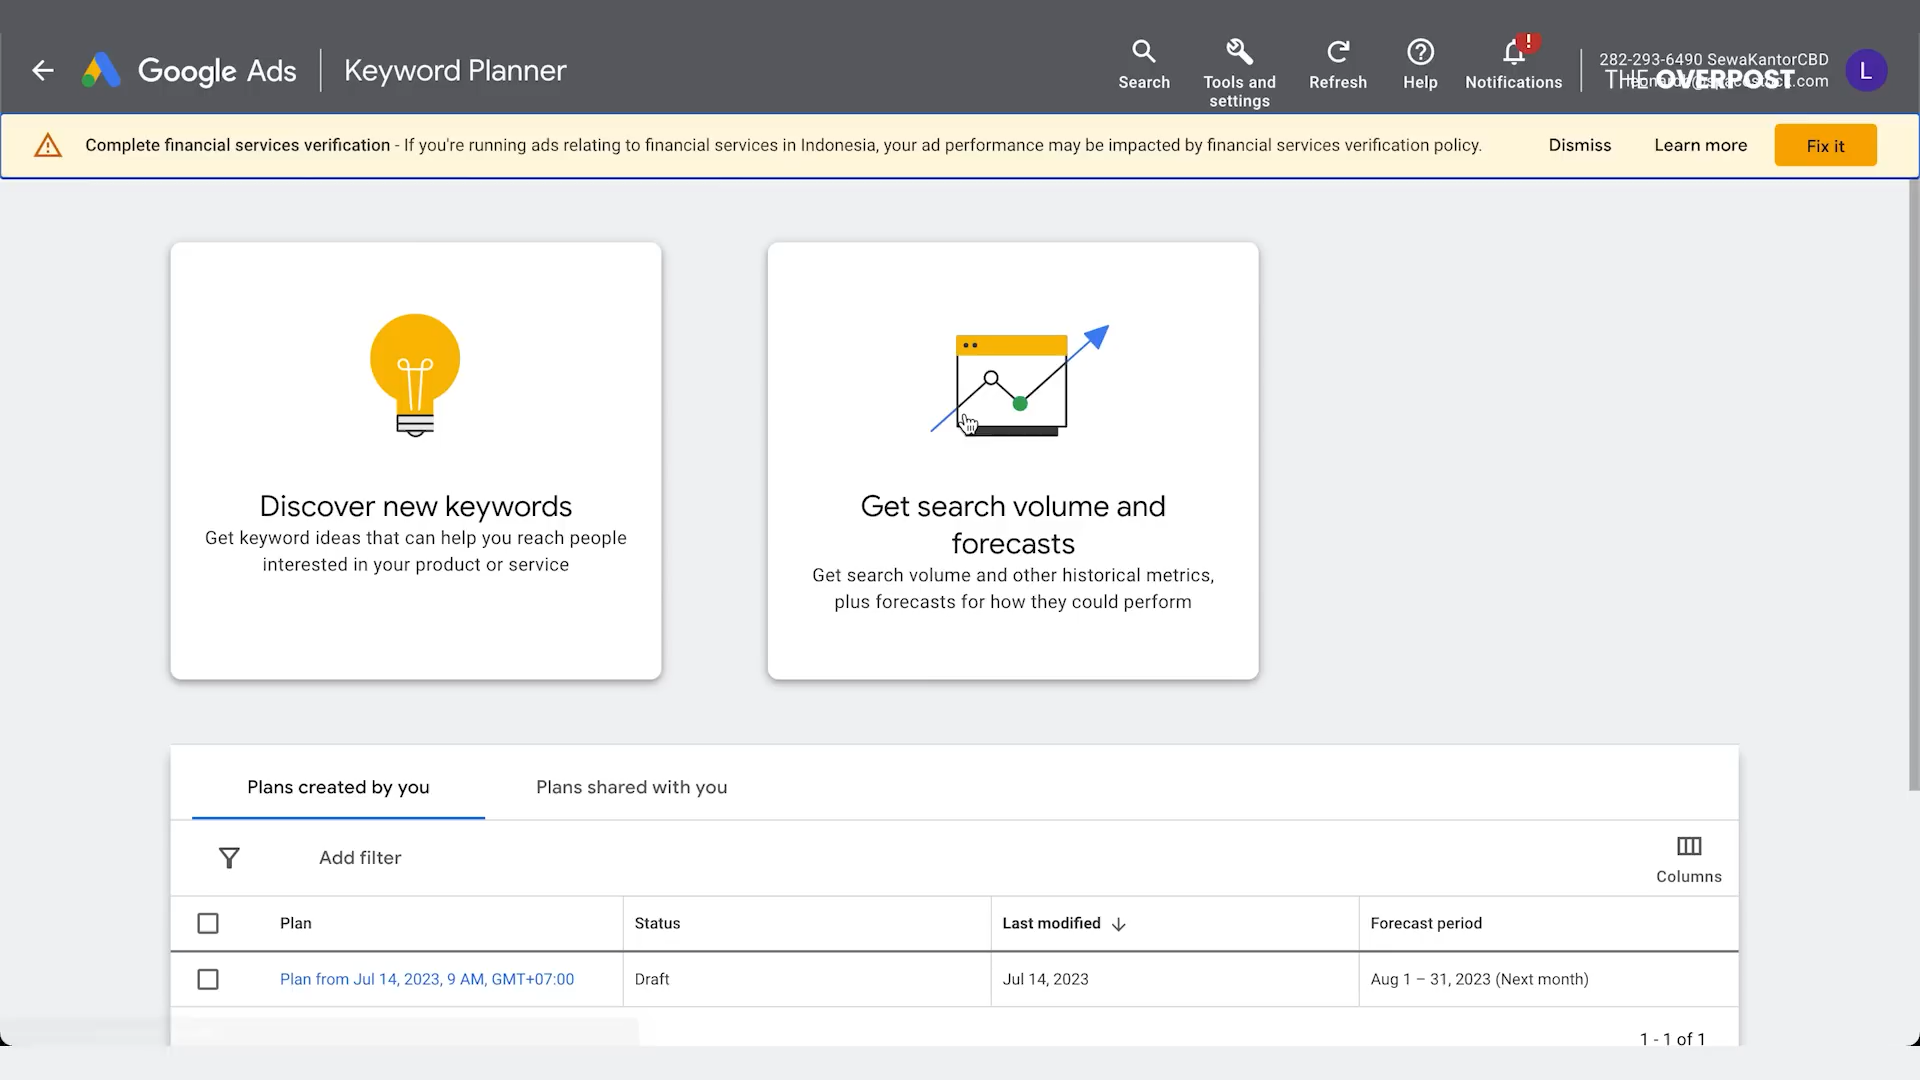 Google Ads
Keyword Planner
Search
Tools and
settings
Refresh
Help
Notifications
282-293-6490 SewaKantorCBD
THE OVERPOST
Complete financial services verification - If you're running ads relating to financial services in Indonesia, your ad performance may be impacted by financial services verification policy.
Dismiss
Learn more
Fix it
L
Discover new keywords
Get keyword ideas that can help you reach people
interested in your product or service
Get search volume and
forecasts
Get search volume and other historical metrics,
plus forecasts for how they could perform
Plans created by you
Plans shared with you
Add filter
Columns
Plan
Status
Last modified
Forecast period
Plan from Jul 14, 2023, 9 AM, GMT+07:00
Draft
Jul 14, 2023
Aug 1 – 31, 2023 (Next month)
1 - 1 of 1